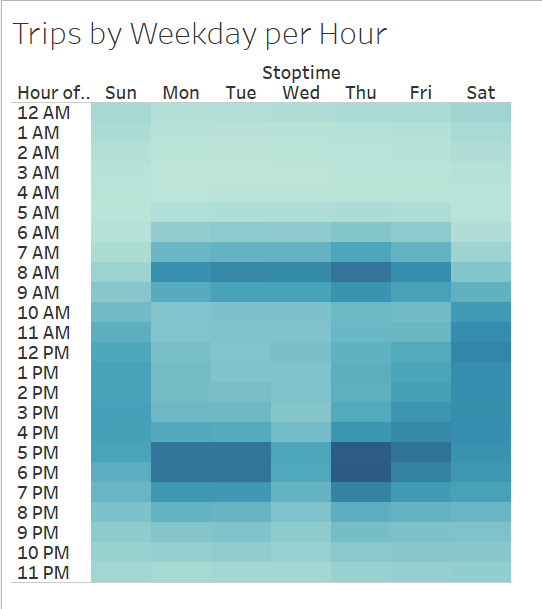 Trips by Weekday per Hour
Stoptime
Hour of.. Sun Mon Tue Wed Thu Fri Sat
12 AM
1 AM
2 AM
3 AM
4 AM
5 AM
6 AM
7 AM
8 AM
9 AM
10 AM
11 AM
12 PM
1 PM
2 PM
3 PM
4 PM
5 PM
6 PM
7 PM
8 PM
9 PM
10 PM
11 PM